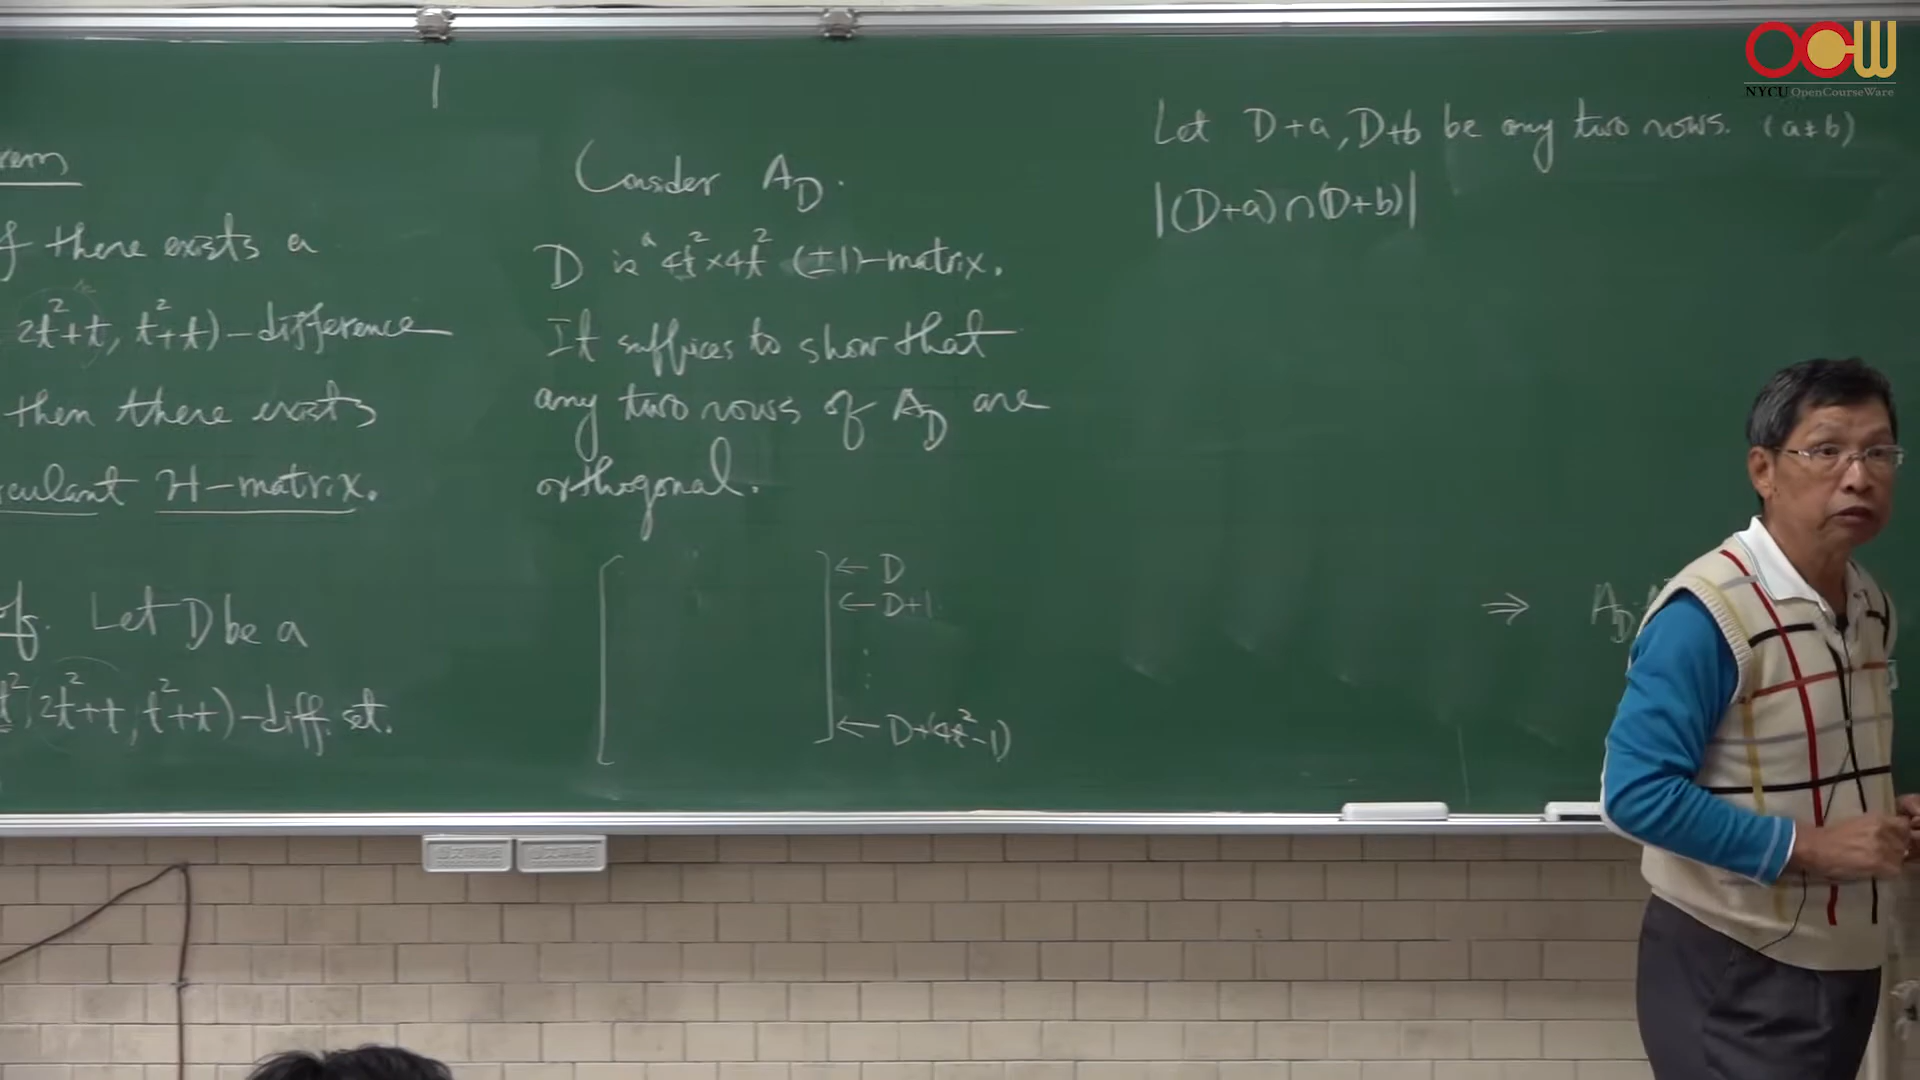 rem
f there exists a
2t²+t, t²+t)-difference
then there exists
culant H-matrix.
Let D be a
t², 2t²+t, t²+t)-diff. set.
Consider A_D.
D is a 4t²×4t² (±1)-matrix.
It suffices to show that
any two rows of A_D are
orthogonal.
← D
← D+1
← D+(4t²-1)
Let D+a, D+b be any two rows. (a≠b)
|(D+a)∩(D+b)|
⇒ A_D
OCW
NYCU OpenCourseWare